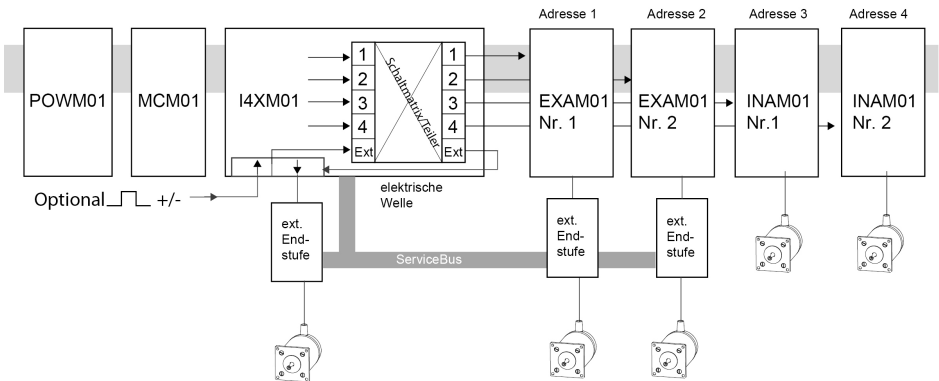 Adresse 1
Adresse 2
Adresse 3
Adresse 4
POWM01
MCM01
I4XM01
1
2
3
4
Ext
Schaltmatrix/Teiler
1
2
3
4
Ext
EXAM01
Nr. 1
EXAM01
Nr. 2
INAM01
Nr.1
INAM01
Nr. 2
Optional
+/-
elektrische
Welle
ext.
End-
stufe
ServiceBus
ext.
End-
stufe
ext.
End-
stufe